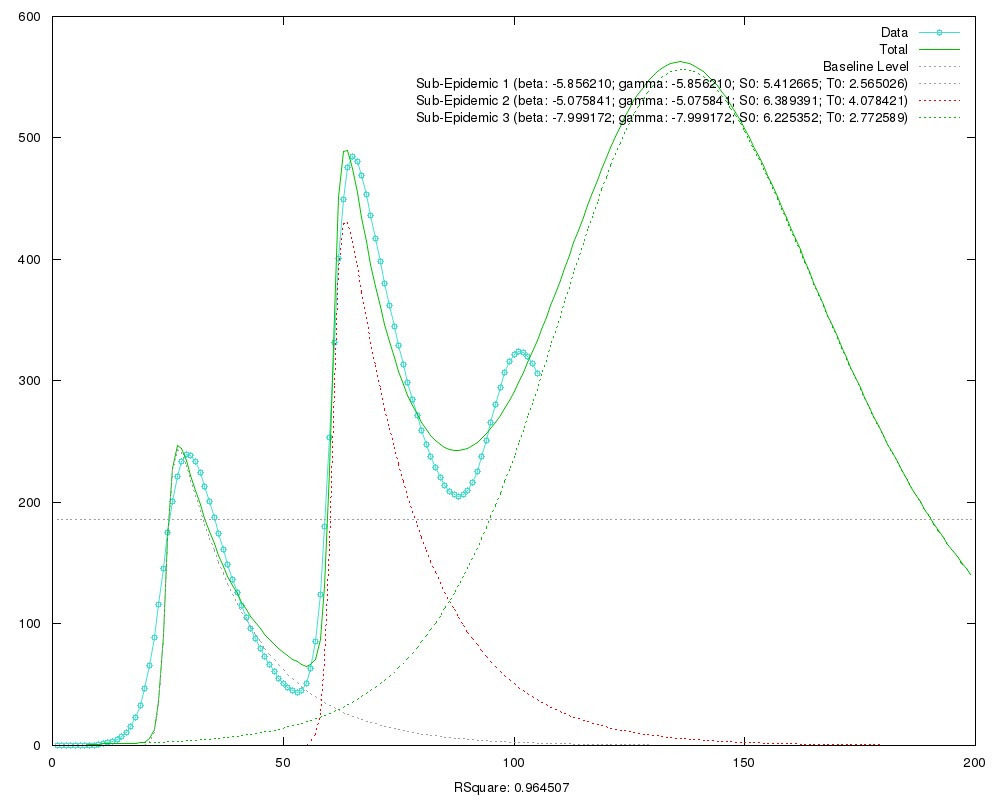 600
500
400
300
200
100
0
0 50 100 150 200
Data
Total
Baseline Level
Sub-Epidemic 1 (beta: -5.856210; gamma: -5.856210; S0: 5.412665; T0: 2.565026)
Sub-Epidemic 2 (beta: -5.075841; gamma: -5.075841; S0: 6.389391; T0: 4.078421)
Sub-Epidemic 3 (beta: -7.999172; gamma: -7.999172; S0: 6.225352; T0: 2.772589)
RSquare: 0.964507